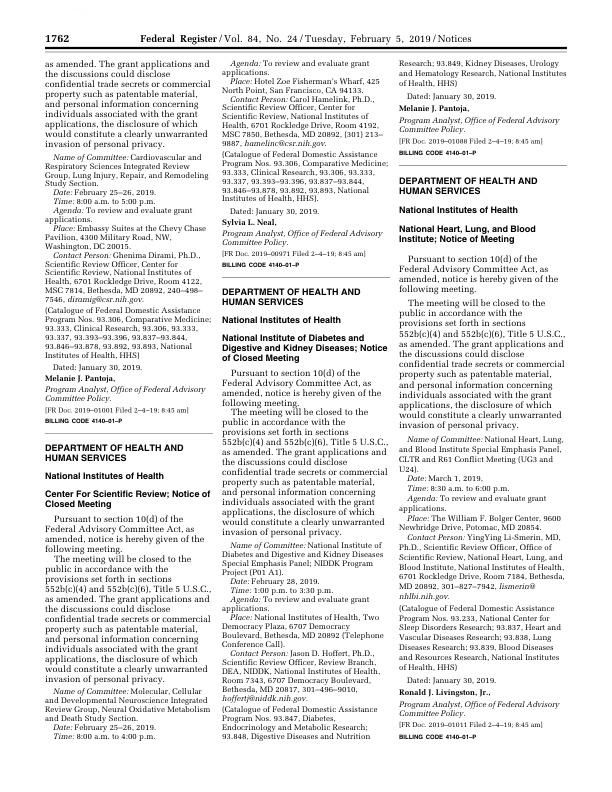 1762
Federal Register / Vol. 84, No. 24 / Tuesday, February 5, 2019 / Notices
as amended. The grant applications and
the discussions could disclose
confidential trade secrets or commercial
property such as patentable material,
and personal information concerning
individuals associated with the grant
applications, the disclosure of which
would constitute a clearly unwarranted
invasion of personal privacy.
Name of Committee: Cardiovascular and
Respiratory Sciences Integrated Review
Group, Lung Injury, Repair, and Remodeling
Study Section.
Date: February 25–26, 2019.
Time: 8:00 a.m. to 5:00 p.m.
Agenda: To review and evaluate grant
applications.
Place: Embassy Suites at the Chevy Chase
Pavilion, 4300 Military Road, NW,
Washington, DC 20015.
Contact Person: Ghenima Dirami, Ph.D.,
Scientific Review Officer, Center for
Scientific Review, National Institutes of
Health, 6701 Rockledge Drive, Room 4122,
MSC 7814, Bethesda, MD 20892, 240–498–
7546, diramig@csr.nih.gov.
(Catalogue of Federal Domestic Assistance
Program Nos. 93.306, Comparative Medicine;
93.333, Clinical Research, 93.306, 93.333,
93.337, 93.393–93.396, 93.837–93.844,
93.846–93.878, 93.892, 93.893, National
Institutes of Health, HHS)
Dated: January 30, 2019.
Melanie J. Pantoja,
Program Analyst, Office of Federal Advisory
Committee Policy.
[FR Doc. 2019–01001 Filed 2–4–19; 8:45 am]
BILLING CODE 4140–01–P
DEPARTMENT OF HEALTH AND
HUMAN SERVICES
National Institutes of Health
Center For Scientific Review; Notice of
Closed Meeting
Pursuant to section 10(d) of the
Federal Advisory Committee Act, as
amended, notice is hereby given of the
following meeting.
The meeting will be closed to the
public in accordance with the
provisions set forth in sections
552b(c)(4) and 552b(c)(6), Title 5 U.S.C.,
as amended. The grant applications and
the discussions could disclose
confidential trade secrets or commercial
property such as patentable material,
and personal information concerning
individuals associated with the grant
applications, the disclosure of which
would constitute a clearly unwarranted
invasion of personal privacy.
Name of Committee: Molecular, Cellular
and Developmental Neuroscience Integrated
Review Group, Neural Oxidative Metabolism
and Death Study Section.
Date: February 25–26, 2019.
Time: 8:00 a.m. to 4:00 p.m.
Agenda: To review and evaluate grant
applications.
Place: Hotel Zoe Fisherman's Wharf, 425
North Point, San Francisco, CA 94133.
Contact Person: Carol Hamelink, Ph.D.,
Scientific Review Officer, Center for
Scientific Review, National Institutes of
Health, 6701 Rockledge Drive, Room 4192,
MSC 7850, Bethesda, MD 20892, (301) 213–
9887, hamelinc@csr.nih.gov.
(Catalogue of Federal Domestic Assistance
Program Nos. 93.306, Comparative Medicine;
93.333, Clinical Research, 93.306, 93.333,
93.337, 93.393–93.396, 93.837–93.844,
93.846–93.878, 93.892, 93.893, National
Institutes of Health, HHS).
Dated: January 30, 2019.
Sylvia L. Neal,
Program Analyst, Office of Federal Advisory
Committee Policy.
[FR Doc. 2019–00971 Filed 2–4–19; 8:45 am]
BILLING CODE 4140–01–P
DEPARTMENT OF HEALTH AND
HUMAN SERVICES
National Institutes of Health
National Institute of Diabetes and
Digestive and Kidney Diseases; Notice
of Closed Meeting
Pursuant to section 10(d) of the
Federal Advisory Committee Act, as
amended, notice is hereby given of the
following meeting.
The meeting will be closed to the
public in accordance with the
provisions set forth in sections
552b(c)(4) and 552b(c)(6), Title 5 U.S.C.,
as amended. The grant applications and
the discussions could disclose
confidential trade secrets or commercial
property such as patentable material,
and personal information concerning
individuals associated with the grant
applications, the disclosure of which
would constitute a clearly unwarranted
invasion of personal privacy.
Name of Committee: National Institute of
Diabetes and Digestive and Kidney Diseases
Special Emphasis Panel; NIDDK Program
Project (P01 A1).
Date: February 28, 2019.
Time: 1:00 p.m. to 3:30 p.m.
Agenda: To review and evaluate grant
applications.
Place: National Institutes of Health, Two
Democracy Plaza, 6707 Democracy
Boulevard, Bethesda, MD 20892 (Telephone
Conference Call).
Contact Person: Jason D. Hoffert, Ph.D.,
Scientific Review Officer, Review Branch,
DEA, NIDDK, National Institutes of Health,
Room 7343, 6707 Democracy Boulevard,
Bethesda, MD 20817, 301–496–9010,
hoffertj@niddk.nih.gov.
(Catalogue of Federal Domestic Assistance
Program Nos. 93.847, Diabetes,
Endocrinology and Metabolic Research;
93.848, Digestive Diseases and Nutrition
Research; 93.849, Kidney Diseases, Urology
and Hematology Research, National Institutes
of Health, HHS)
Dated: January 30, 2019.
Melanie J. Pantoja,
Program Analyst, Office of Federal Advisory
Committee Policy.
[FR Doc. 2019–01088 Filed 2–4–19; 8:45 am]
BILLING CODE 4140–01–P
DEPARTMENT OF HEALTH AND
HUMAN SERVICES
National Institutes of Health
National Heart, Lung, and Blood
Institute; Notice of Meeting
Pursuant to section 10(d) of the
Federal Advisory Committee Act, as
amended, notice is hereby given of the
following meeting.
The meeting will be closed to the
public in accordance with the
provisions set forth in sections
552b(c)(4) and 552b(c)(6), Title 5 U.S.C.,
as amended. The grant applications and
the discussions could disclose
confidential trade secrets or commercial
property such as patentable material,
and personal information concerning
individuals associated with the grant
applications, the disclosure of which
would constitute a clearly unwarranted
invasion of personal privacy.
Name of Committee: National Heart, Lung,
and Blood Institute Special Emphasis Panel,
CLTR and R61 Conflict Meeting (UG3 and
U24).
Date: March 1, 2019.
Time: 8:30 a.m. to 6:00 p.m.
Agenda: To review and evaluate grant
applications.
Place: The William F. Bolger Center, 9600
Newbridge Drive, Potomac, MD 20854.
Contact Person: YingYing Li-Smerin, MD,
Ph.D., Scientific Review Officer, Office of
Scientific Review, National Heart, Lung, and
Blood Institute, National Institutes of Health,
6701 Rockledge Drive, Room 7184, Bethesda,
MD 20892, 301–827–7942, lismerin@
nhlbi.nih.gov.
(Catalogue of Federal Domestic Assistance
Program Nos. 93.233, National Center for
Sleep Disorders Research; 93.837, Heart and
Vascular Diseases Research; 93.838, Lung
Diseases Research; 93.839, Blood Diseases
and Resources Research, National Institutes
of Health, HHS)
Dated: January 30, 2019.
Ronald J. Livingston, Jr.,
Program Analyst, Office of Federal Advisory
Committee Policy.
[FR Doc. 2019–01011 Filed 2–4–19; 8:45 am]
BILLING CODE 4140–01–P